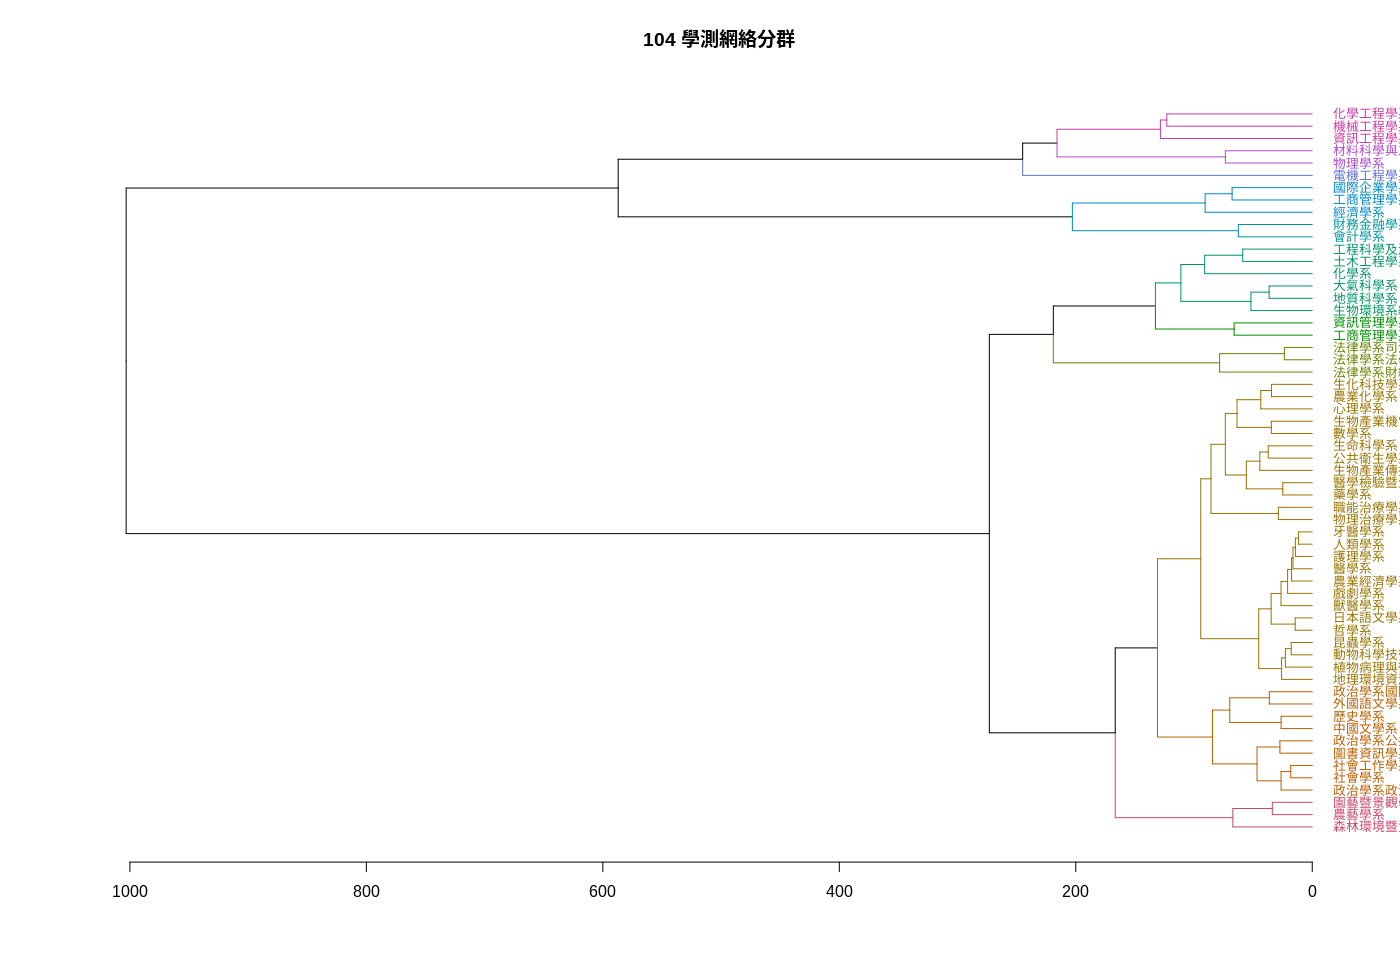 104 學測網絡分群
化學工程學
機械工程學
資訊工程學
材料科學與
物理學系
電機工程學
國際企業學
工商管理學
經濟學系
財務金融學
會計學系
工程科學及
土木工程學
化學系
大氣科學系
地質科學系
生物環境系
資訊管理學
工商管理學
法律學系司
法律學系法
法律學系財
生化科技學
農業化學系
心理學系
生物產業機
數學系
生命科學系
公共衛生學
生物產業傳
醫學檢驗暨
藥學系
職能治療學
物理治療學
牙醫學系
人類學系
護理學系
醫學系
農業經濟學
戲劇學系
獸醫學系
日本語文學
哲學系
昆蟲學系
動物科學技
植物病理與
地理環境資
政治學系國
外國語文學
歷史學系
中國文學系
政治學系公
圖書資訊學
社會工作學
社會學系
政治學系政
園藝暨景觀
農藝學系
森林環境暨
1000 800 600 400 200 0